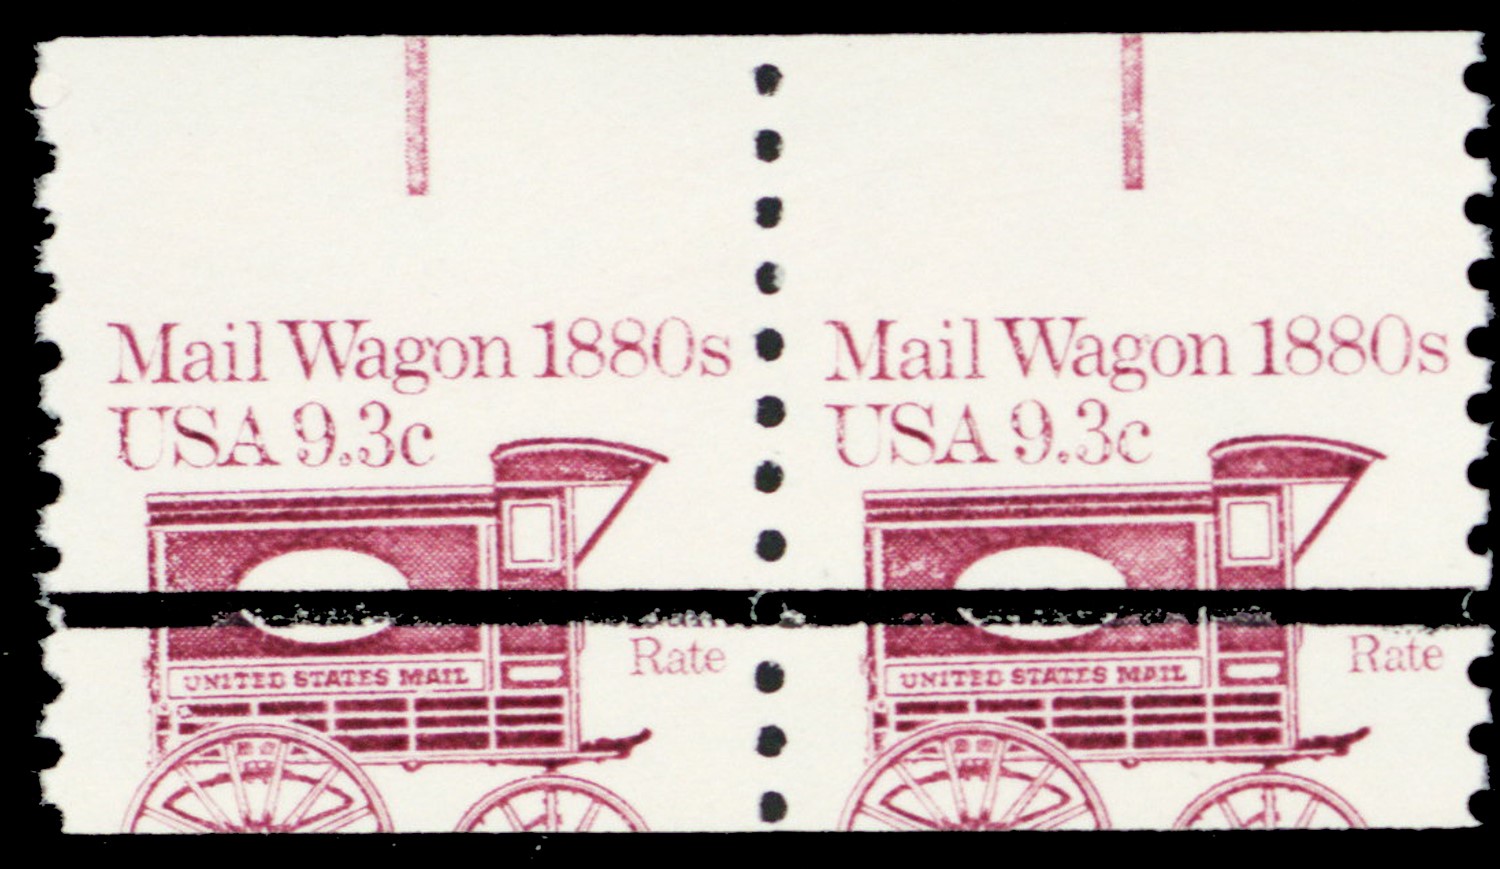 Mail Wagon 1880s
USA 9.3c
Rate
UNITED STATES MAIL
Mail Wagon 1880s
USA 9.3c
Rate
UNITED STATES MAIL